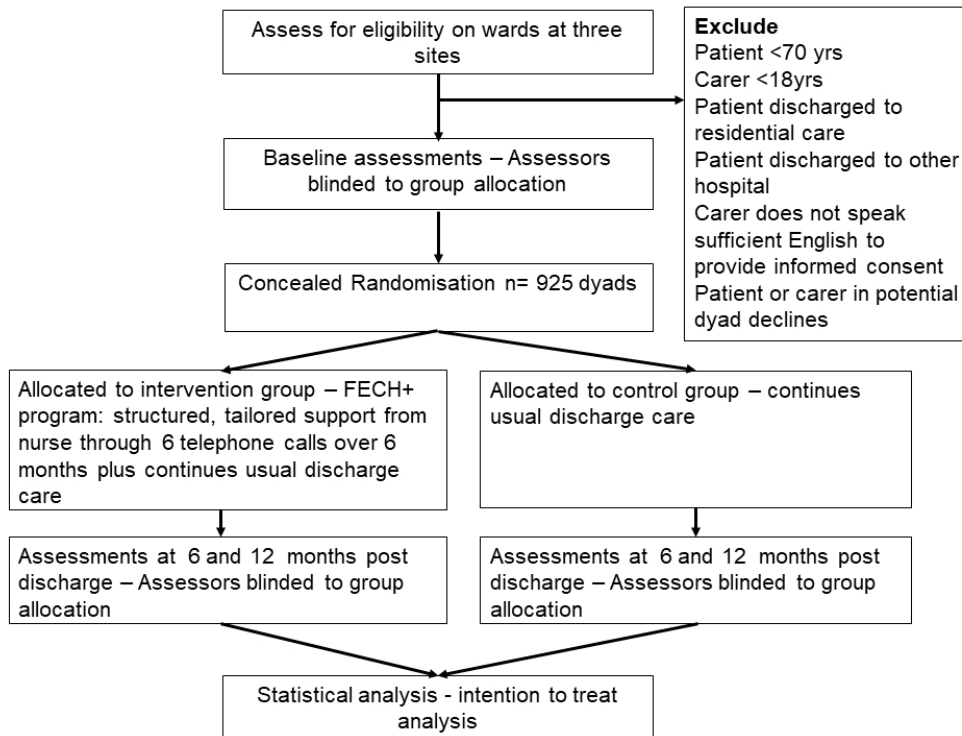 Assess for eligibility on wards at three
sites
Exclude
Patient <70 yrs
Carer <18yrs
Patient discharged to
residential care
Patient discharged to other
hospital
Carer does not speak
sufficient English to
provide informed consent
Patient or carer in potential
dyad declines
Baseline assessments – Assessors
blinded to group allocation
Concealed Randomisation n= 925 dyads
Allocated to intervention group – FECH+
program: structured, tailored support from
nurse through 6 telephone calls over 6
months plus continues usual discharge
care
Allocated to control group – continues
usual discharge care
Assessments at 6 and 12 months post
discharge – Assessors blinded to group
allocation
Assessments at 6 and 12 months post
discharge – Assessors blinded to group
allocation
Statistical analysis - intention to treat
analysis